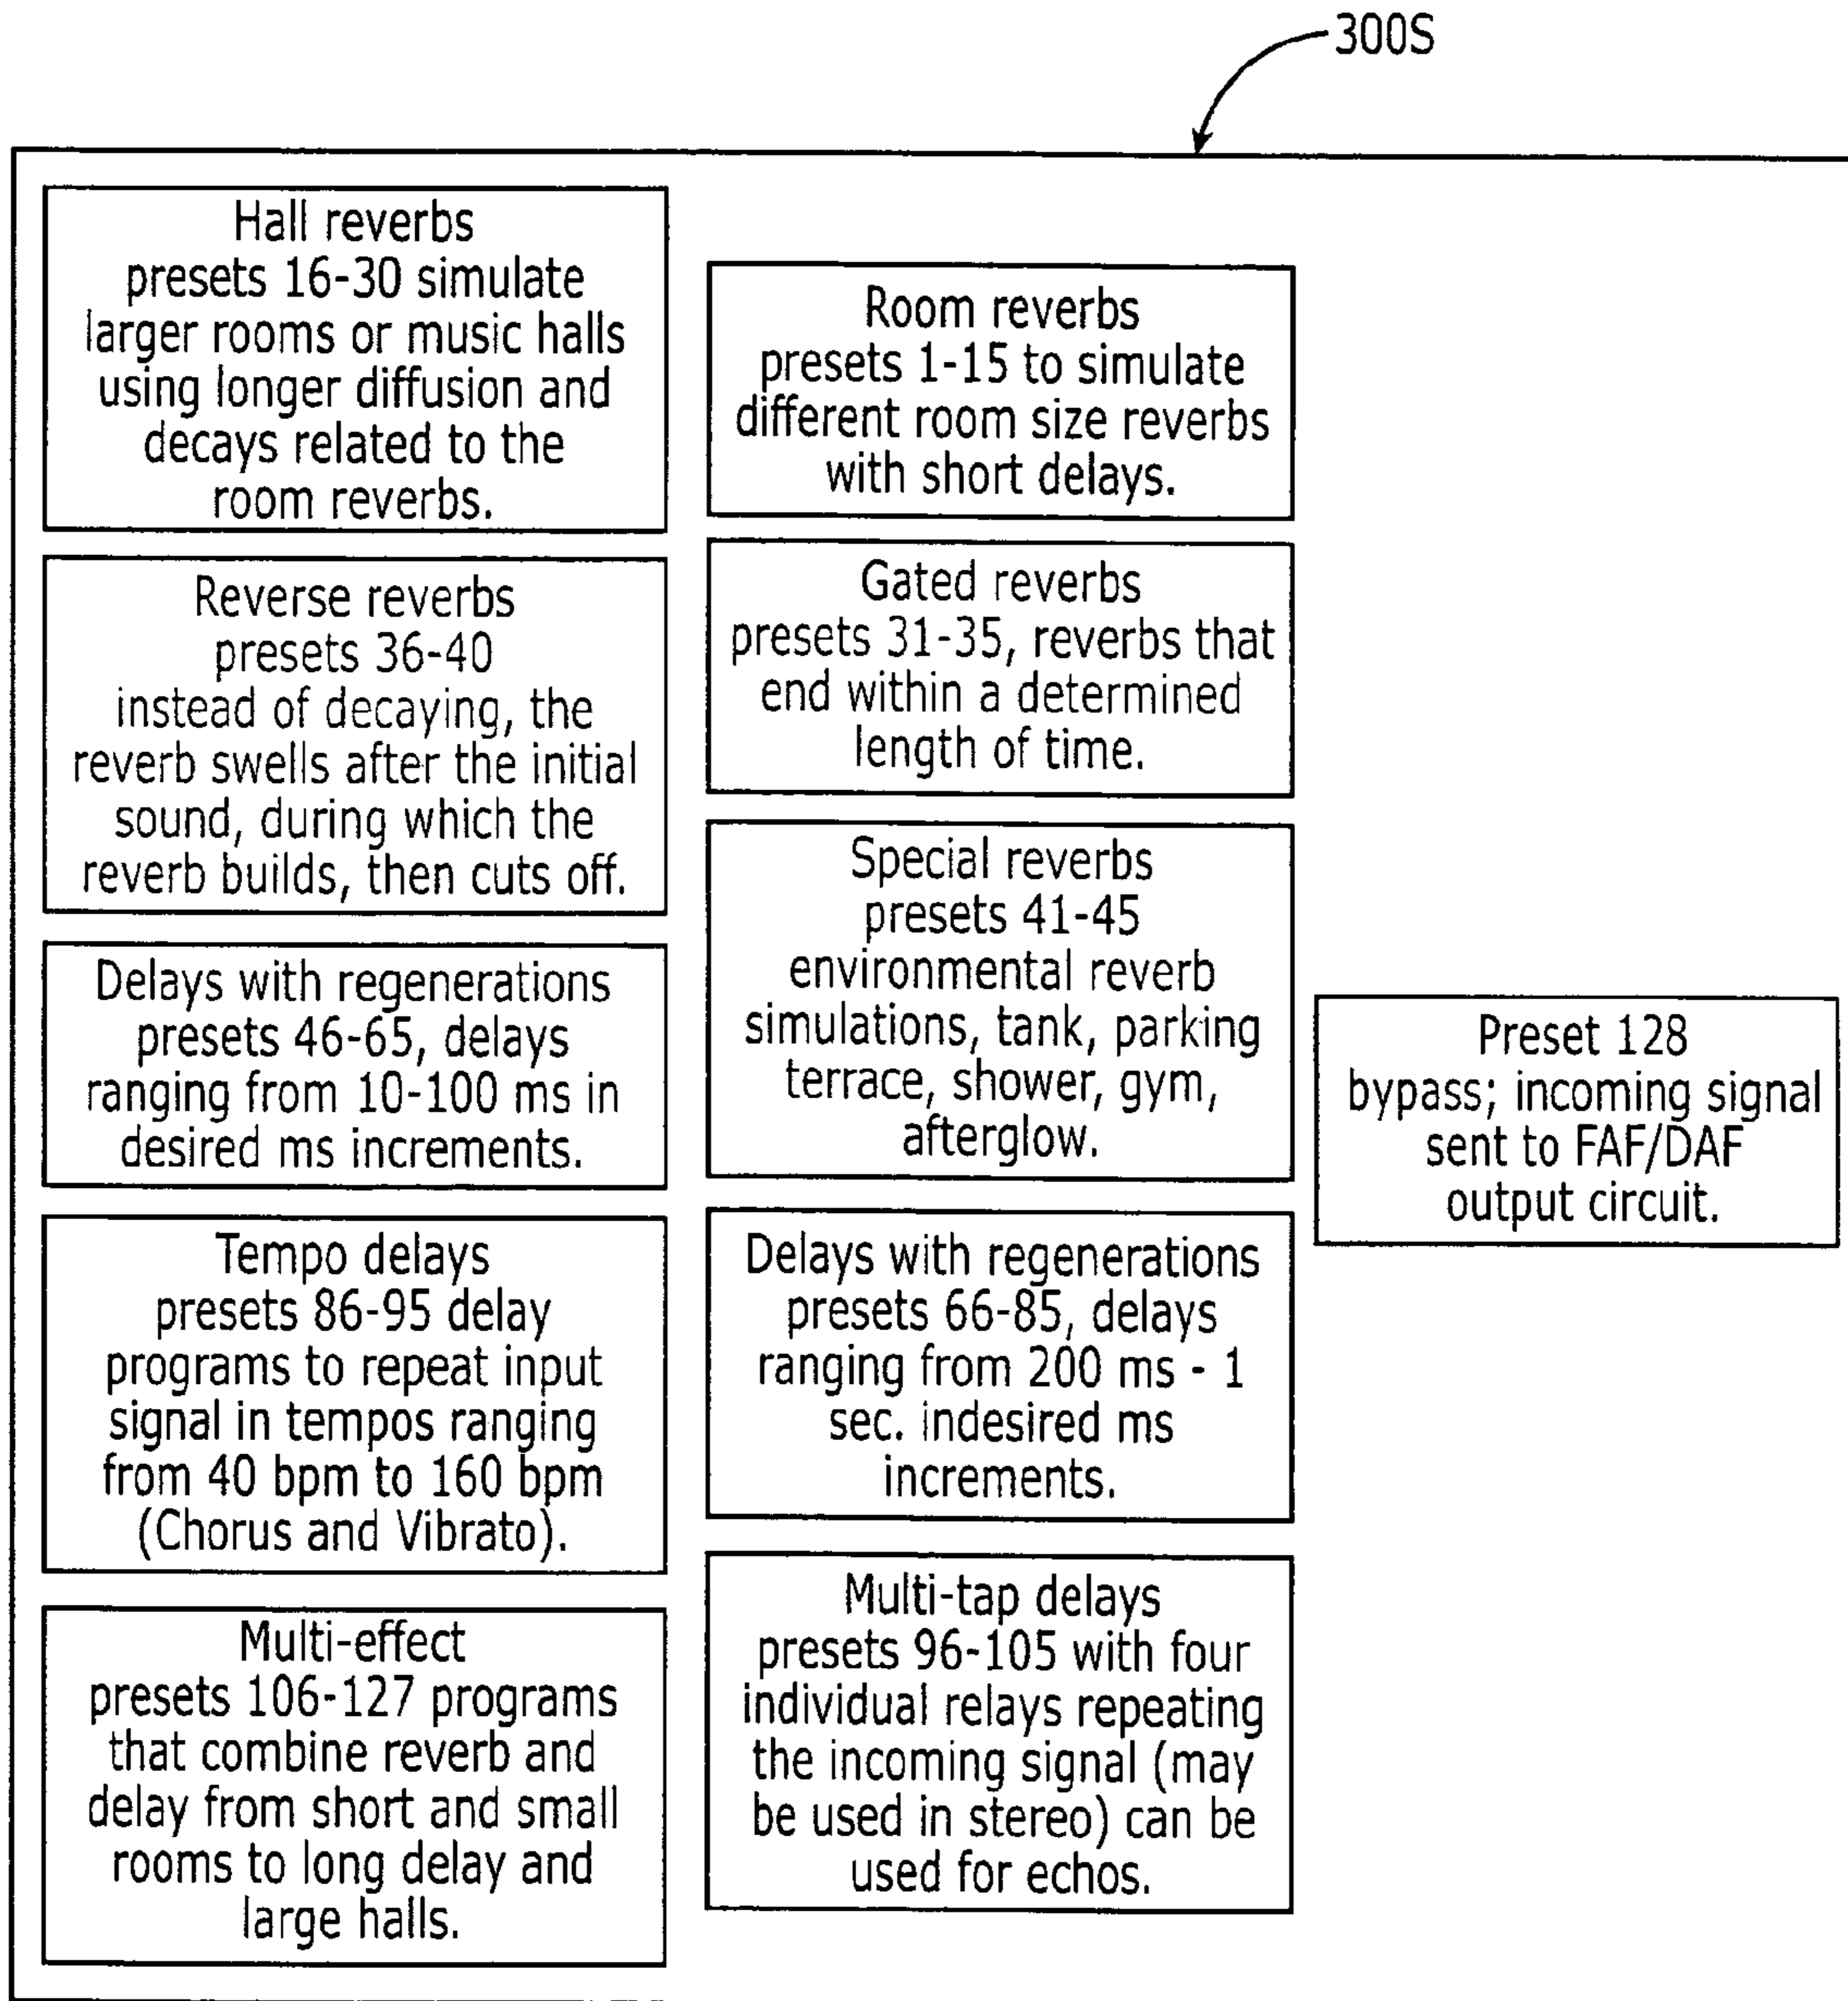 300S
Hall reverbs
presets 16-30 simulate
larger rooms or music halls
using longer diffusion and
decays related to the
room reverbs.
Room reverbs
presets 1-15 to simulate
different room size reverbs
with short delays.
Reverse reverbs
presets 36-40
instead of decaying, the
reverb swells after the initial
sound, during which the
reverb builds, then cuts off.
Gated reverbs
presets 31-35, reverbs that
end within a determined
length of time.
Special reverbs
presets 41-45
environmental reverb
simulations, tank, parking
terrace, shower, gym,
afterglow.
Delays with regenerations
presets 46-65, delays
ranging from 10-100 ms in
desired ms increments.
Preset 128
bypass; incoming signal
sent to FAF/DAF
output circuit.
Tempo delays
presets 86-95 delay
programs to repeat input
signal in tempos ranging
from 40 bpm to 160 bpm
(Chorus and Vibrato).
Delays with regenerations
presets 66-85, delays
ranging from 200 ms - 1
sec. indesired ms
increments.
Multi-effect
presets 106-127 programs
that combine reverb and
delay from short and small
rooms to long delay and
large halls.
Multi-tap delays
presets 96-105 with four
individual relays repeating
the incoming signal (may
be used in stereo) can be
used for echos.